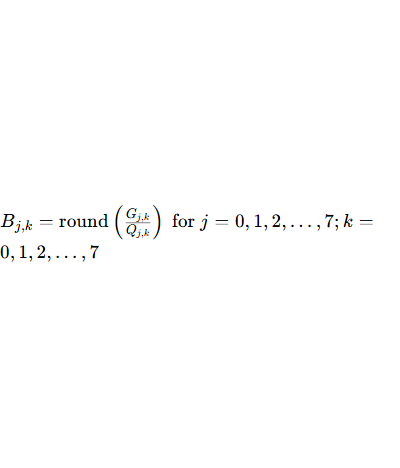 B_{j,k} = round(G_{j,k}/Q_{j,k}) for j = 0, 1, 2, …, 7; k =
0, 1, 2, …, 7